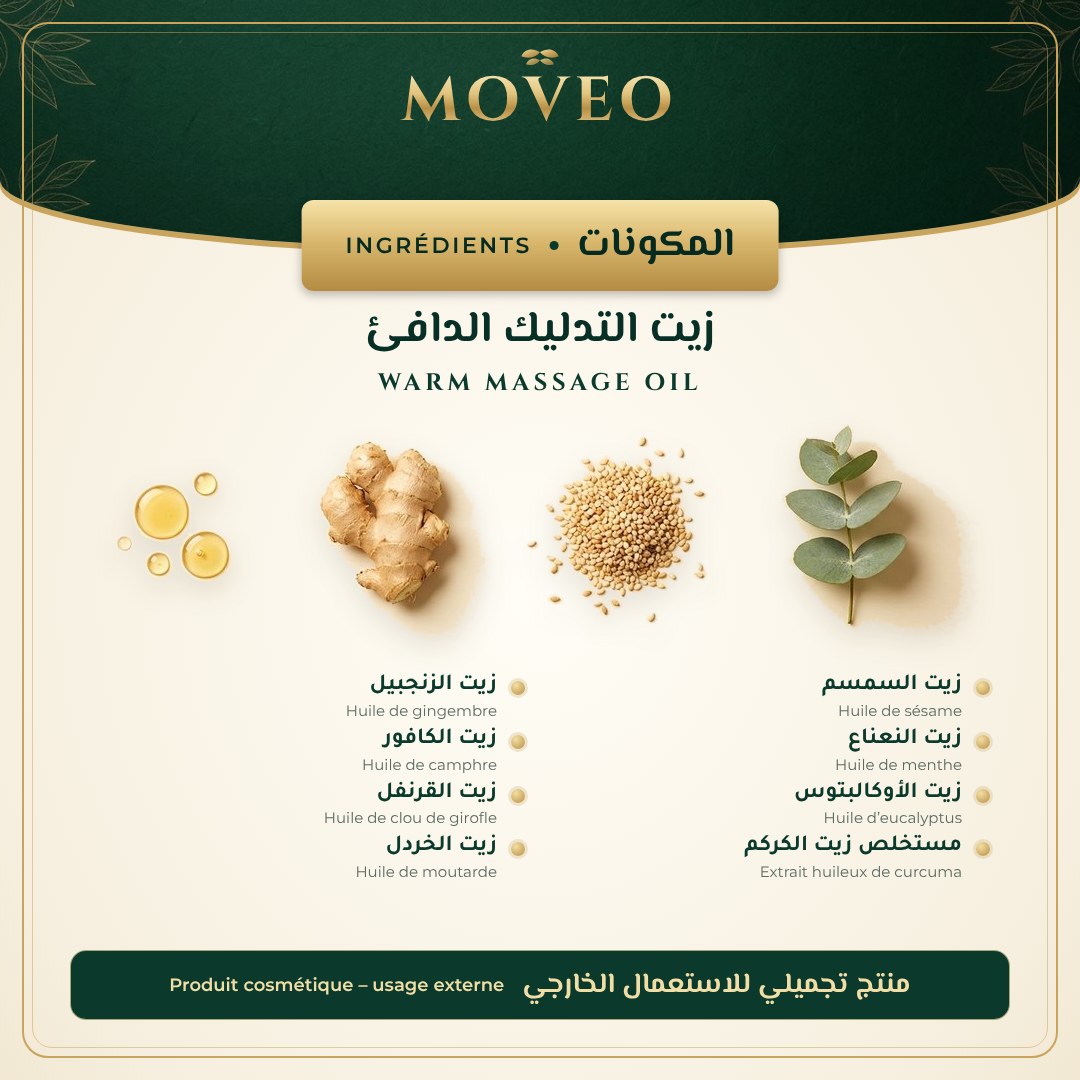 MOVEO
المكونات • INGRÉDIENTS
زيت التدليك الدافئ
WARM MASSAGE OIL
زيت السمسم
Huile de sésame
زيت النعناع
Huile de menthe
زيت الأوكالبتوس
Huile d’eucalyptus
مستخلص زيت الكركم
Extrait huileux de curcuma
زيت الزنجبيل
Huile de gingembre
زيت الكافور
Huile de camphre
زيت القرنفل
Huile de clou de girofle
زيت الخردل
Huile de moutarde
منتج تجميلي للاستعمال الخارجي Produit cosmétique – usage externe